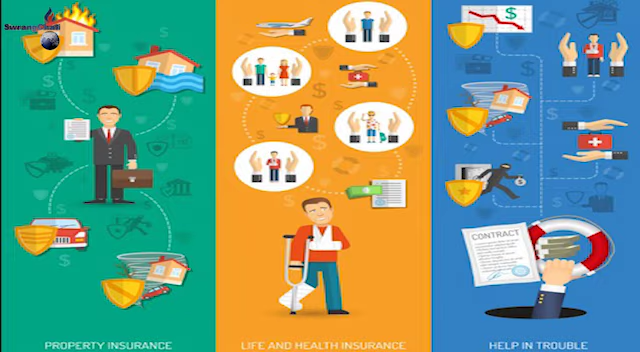 CONTRACT
PROPERTY INSURANCE
LIFE AND HEALTH INSURANCE
HELP IN TROUBLE